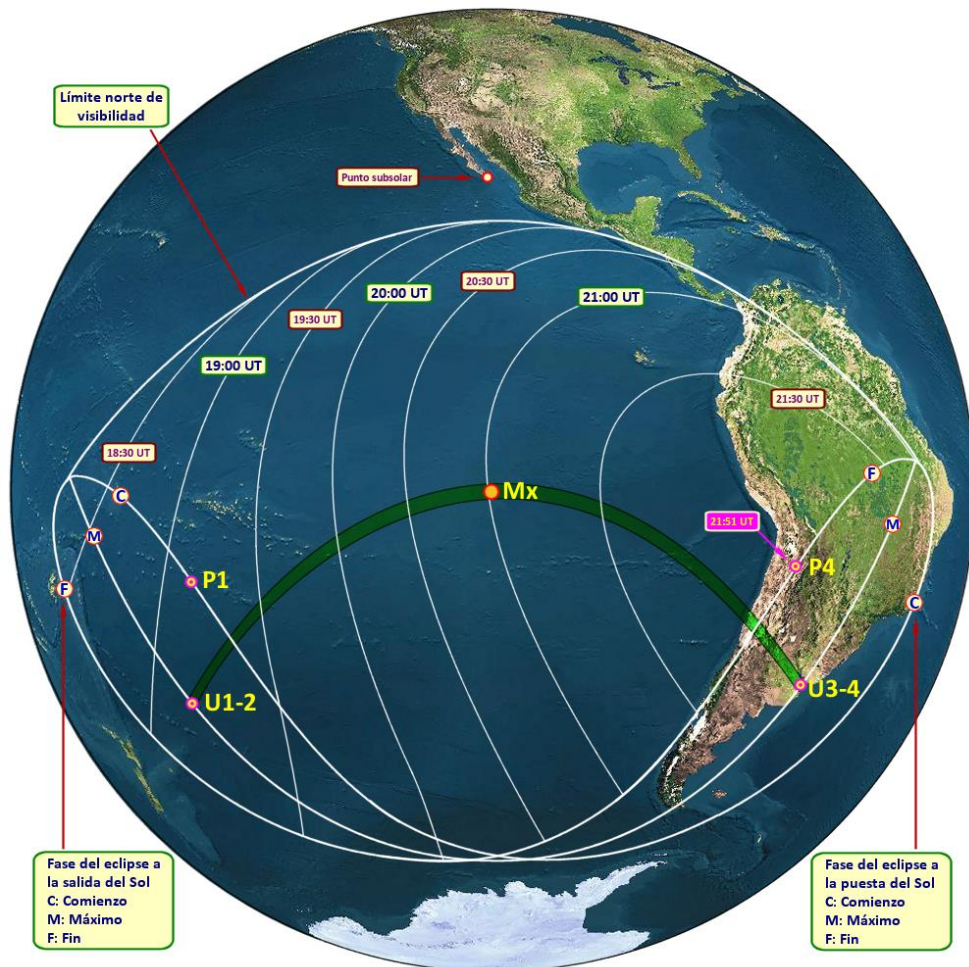 Límite norte de
visibilidad
Punto subsolar
20:30 UT
20:00 UT
21:00 UT
19:30 UT
19:00 UT
21:30 UT
18:30 UT
F
C
Mx
M
M
21:51 UT
P1
P4
F
C
U1-2
U3-4
Fase del eclipse a
la salida del Sol
C: Comienzo
M: Máximo
F: Fin
Fase del eclipse a
la puesta del Sol
C: Comienzo
M: Máximo
F: Fin